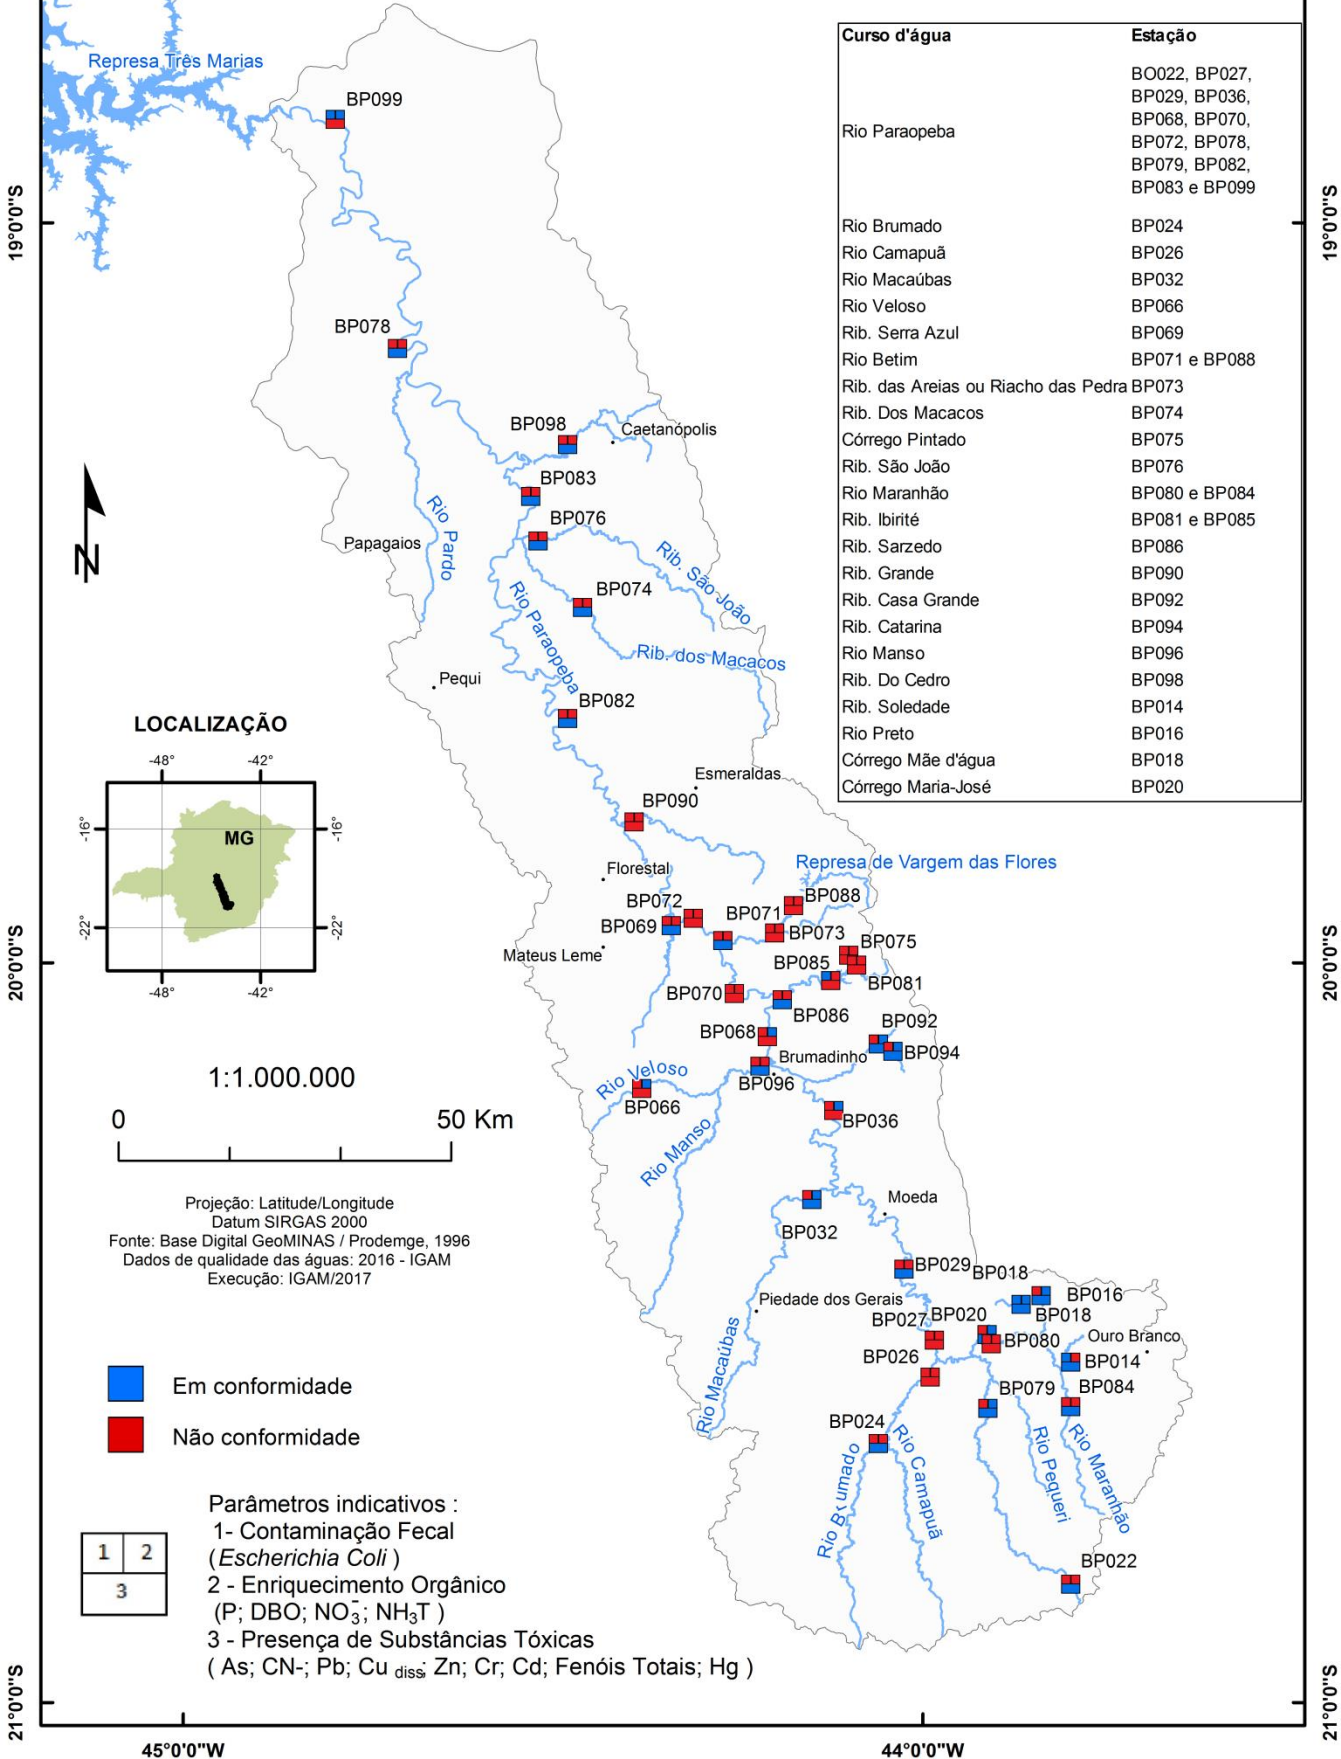 Represa Três Marias
BP099
19°0'0"S
19°0'0"S
Curso d'água Estação
Rio Paraopeba
BO022, BP027,
BP029, BP036,
BP068, BP070,
BP072, BP078,
BP079, BP082,
BP083 e BP099
Rio Brumado BP024
Rio Camapuã BP026
Rio Macaúbas BP032
Rio Veloso BP066
Rib. Serra Azul BP069
Rio Betim BP071 e BP088
Rib. das Areias ou Riacho das Pedra BP073
Rib. Dos Macacos BP074
Córrego Pintado BP075
Rib. São João BP076
Rio Maranhão BP080 e BP084
Rib. Ibirité BP081 e BP085
Rib. Sarzedo BP086
Rib. Grande BP090
Rib. Casa Grande BP092
Rib. Catarina BP094
Rio Manso BP096
Rib. Do Cedro BP098
Rib. Soledade BP014
Rio Preto BP016
Córrego Mãe d'água BP018
Córrego Maria-José BP020
BP078
BP098
Caetanópolis
BP083
BP076
Rio Pardo
Papagaios
N
Rib. São João
BP074
Rio Paraopeba
Rib. dos Macacos
Pequi
BP082
LOCALIZAÇÃO
-48° -42°
-16° -16°
MG
-22° -22°
-48° -42°
Esmeraldas
BP090
Florestal
Represa de Vargem das Flores
BP088
BP072
BP071
BP069
BP073
BP075
Mateus Leme
BP085
BP081
20°0'0"S
20°0'0"S
BP070
BP086
BP092
BP068
Brumadinho
BP094
BP096
Rio Veloso
BP066
BP036
Rio Manso
1:1.000.000
0 50 Km
Projeção: Latitude/Longitude
Datum SIRGAS 2000
Fonte: Base Digital GeoMINAS / Prodemge, 1996
Dados de qualidade das águas: 2016 - IGAM
Execução: IGAM/2017
Moeda
BP032
BP029
BP018
BP016
Piedade dos Gerais
BP018
BP027
BP020
Ouro Branco
BP080
BP026
BP014
BP079
BP084
Rio Macaúbas
BP024
Rio Brumado
Rio Camapuã
Rio Pequeri
Rio Maranhão
BP022
Em conformidade
Não conformidade
1 2
3
Parâmetros indicativos :
1- Contaminação Fecal
(Escherichia Coli )
2 - Enriquecimento Orgânico
(P; DBO; NO₃⁻; NH₃T )
3 - Presença de Substâncias Tóxicas
( As; CN-; Pb; Cu diss; Zn; Cr; Cd; Fenóis Totais; Hg )
21°0'0"S
21°0'0"S
45°0'0"W
44°0'0"W